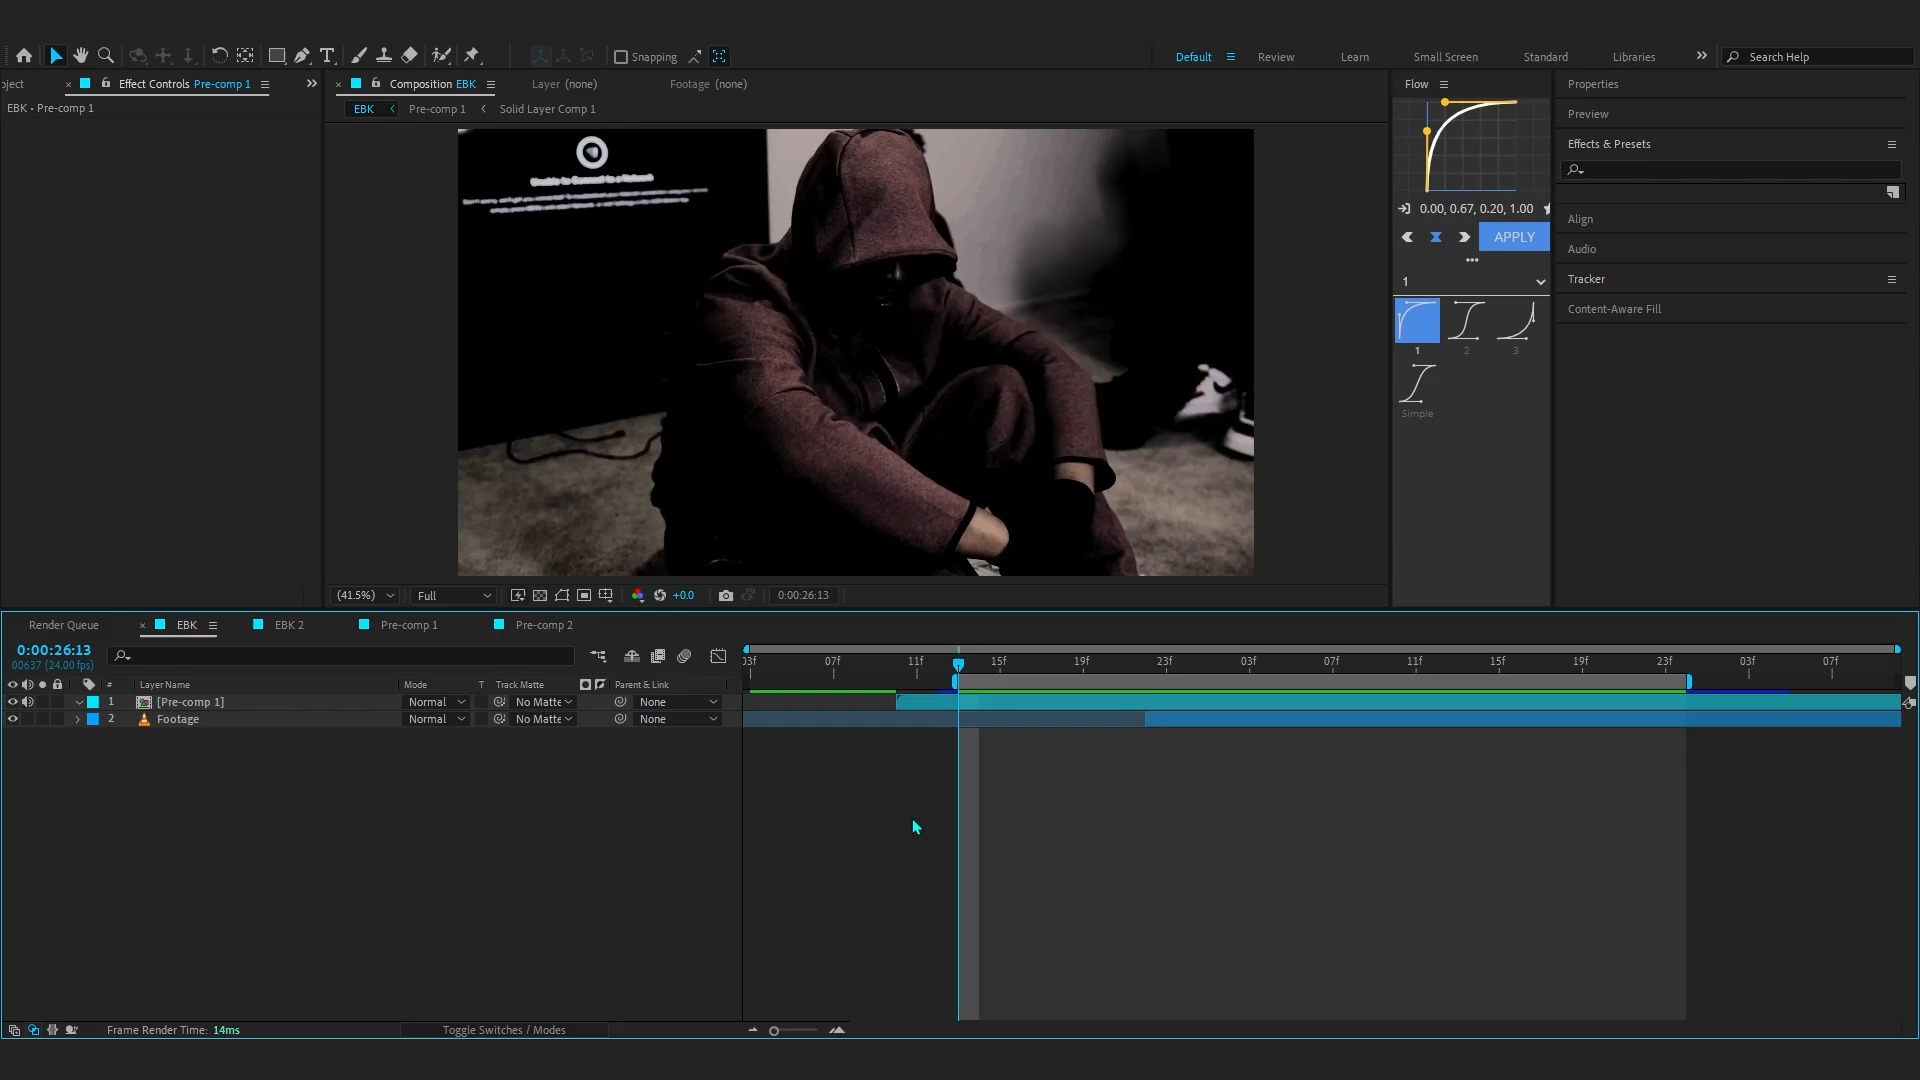 Snapping
Default
Review
Learn
Small Screen
Standard
Libraries
Search Help
oject
Effect Controls Pre-comp 1
Composition EBK
Layer (none)
Footage (none)
Flow
Properties
EBK • Pre-comp 1
EBK
Pre-comp 1
Solid Layer Comp 1
Preview
Effects & Presets
0.00, 0.67, 0.20, 1.00
APPLY
Align
Audio
1
Tracker
Content-Aware Fill
1
2
3
Simple
(41.5%)
Full
+0.0
0:00:26:13
Render Queue
EBK
EBK 2
Pre-comp 1
Pre-comp 2
0:00:26:13
00637 (24.00 fps)
03f
07f
11f
15f
19f
23f
03f
07f
11f
15f
19f
23f
03f
07f
#
Layer Name
Mode
T
Track Matte
Parent & Link
1
[Pre-comp 1]
Normal
No Matte
None
2
Footage
Normal
No Matte
None
Frame Render Time: 14ms
Toggle Switches / Modes